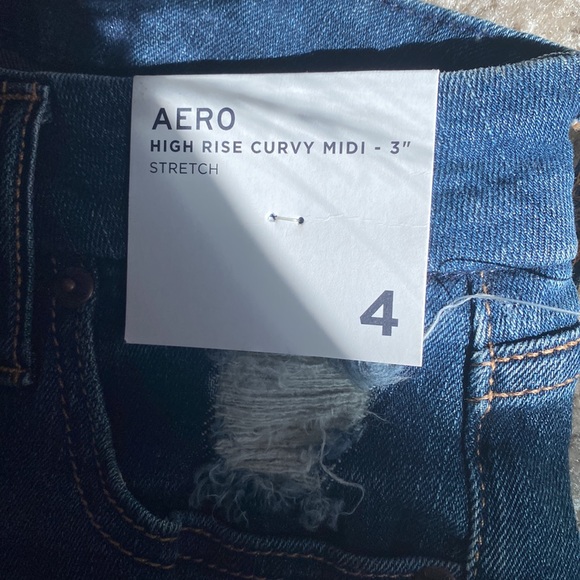 AERO
HIGH RISE CURVY MIDI - 3"
STRETCH
4